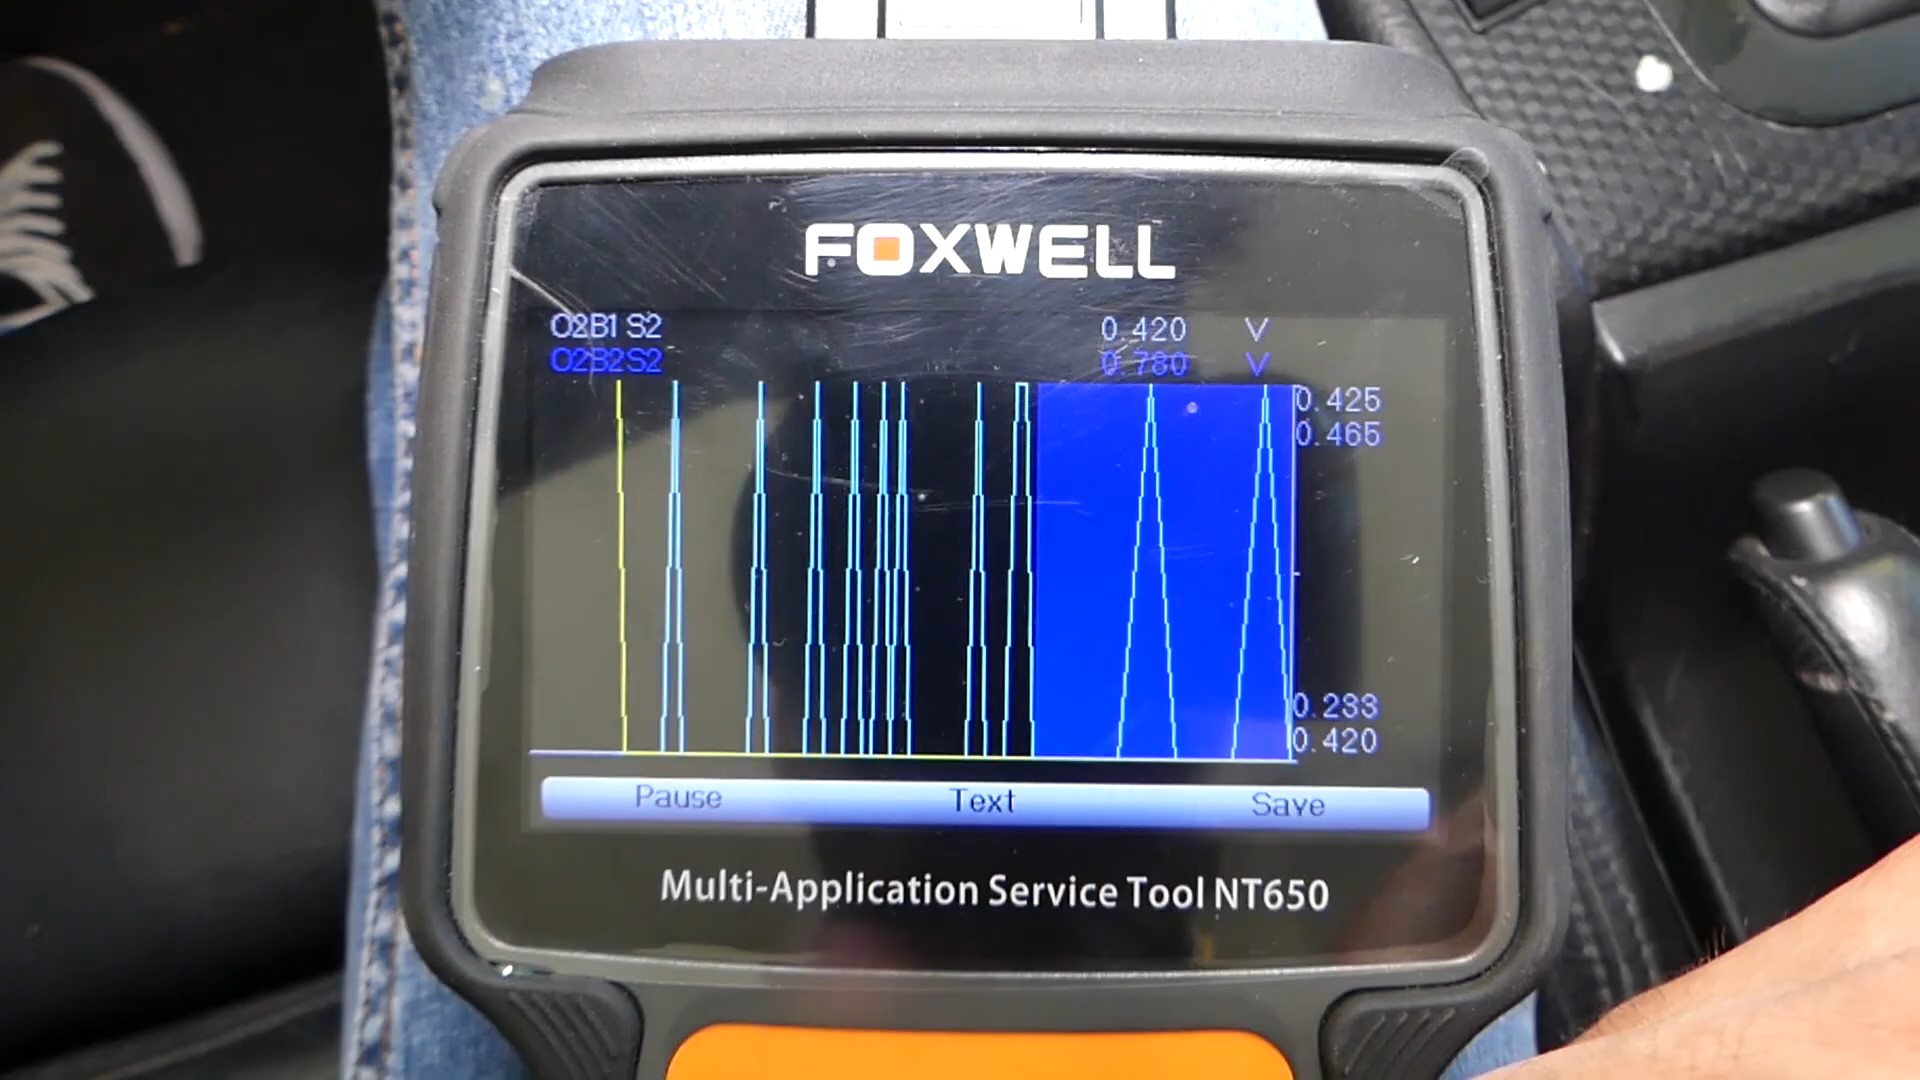 FOXWELL
O2B1 S2 0.420 V
O2B2S2 0.780 V
0.425
0.465
0.233
0.420
Pause Text Save
Multi-Application Service Tool NT650